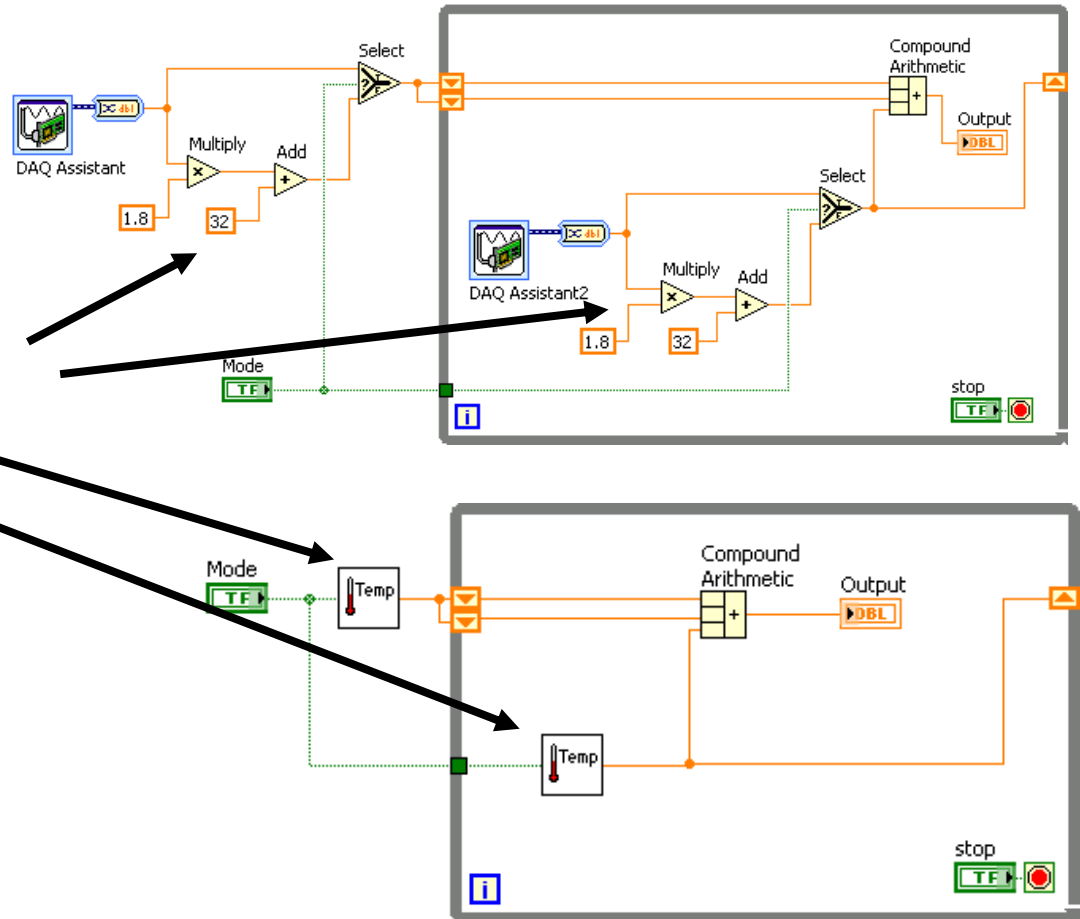 Select
DAQ Assistant
Multiply
Add
1.8
32
Mode
TF
Compound
Arithmetic
Output
DBL
Select
DAQ Assistant2
Multiply
Add
1.8
32
i
stop
TF
Mode
TF
Temp
Compound
Arithmetic
Output
DBL
Temp
i
stop
TF